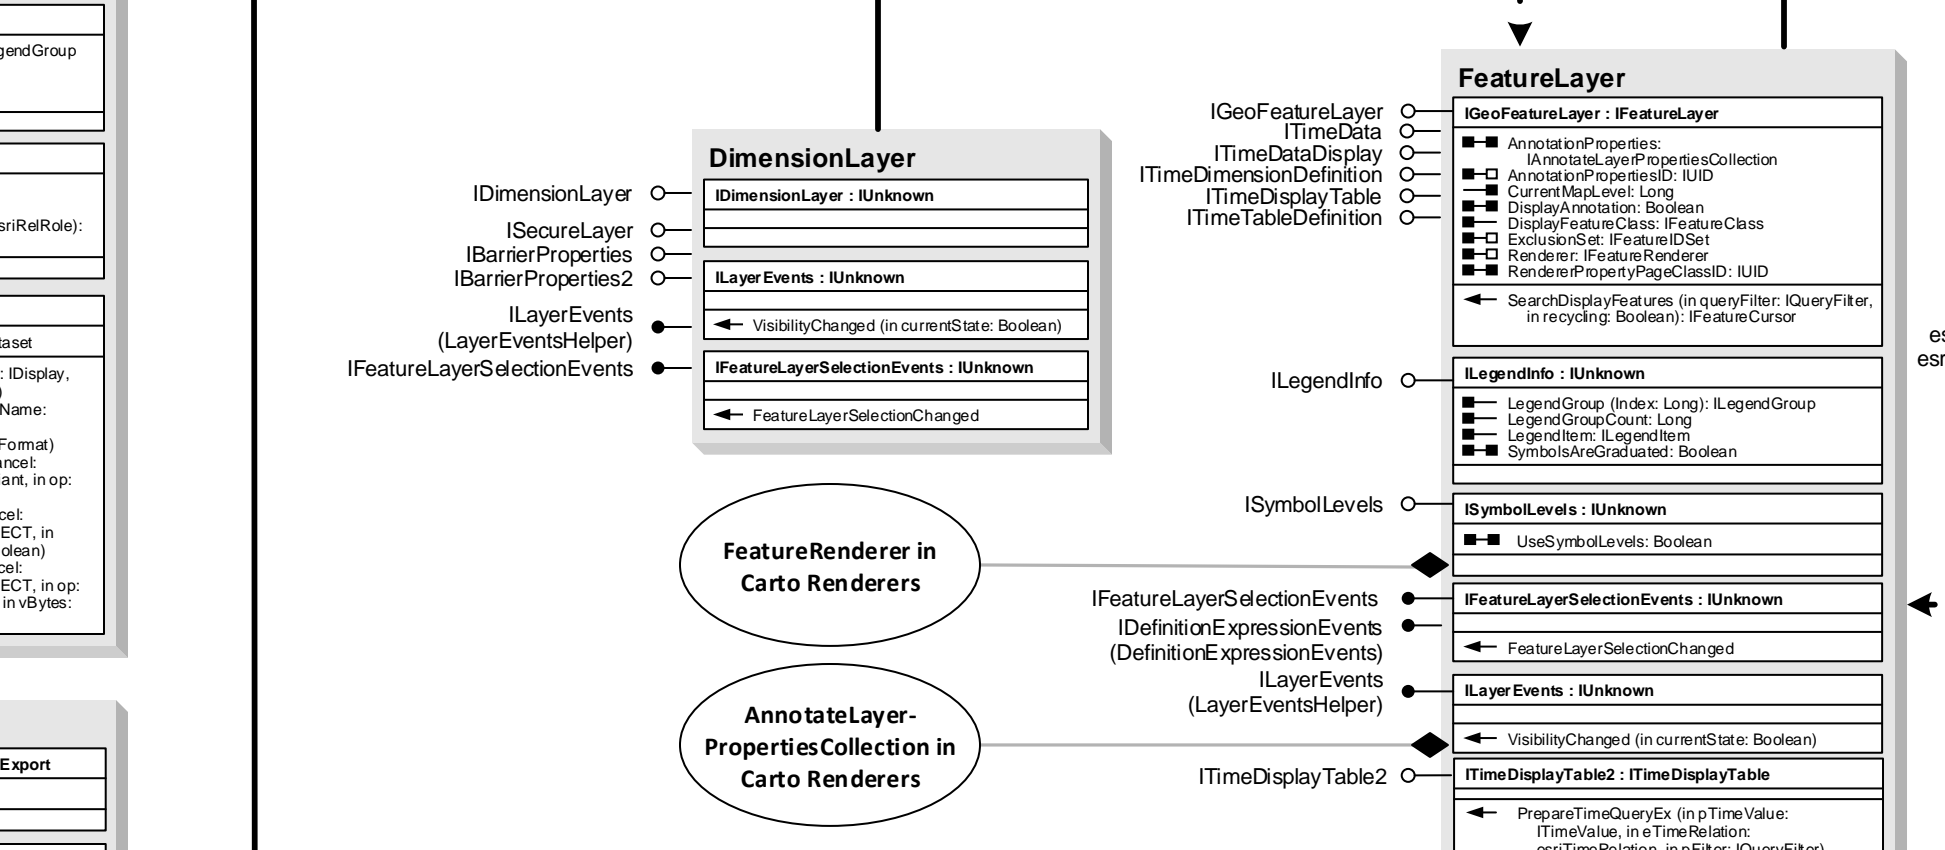 gendGroup
sriRelRole):
taset
: IDisplay,
)
Name:
Format)
ancel:
ant, in op:
cel:
ECT, in
olean)
cel:
ECT, in op:
in vBytes:
Export
DimensionLayer
IDimensionLayer
ISecureLayer
IBarrierProperties
IBarrierProperties2
ILayerEvents
(LayerEventsHelper)
IFeatureLayerSelectionEvents
IDimensionLayer : IUnknown
ILayerEvents : IUnknown
VisibilityChanged (in currentState: Boolean)
IFeatureLayerSelectionEvents : IUnknown
FeatureLayerSelectionChanged
FeatureRenderer in
Carto Renderers
AnnotateLayer-
PropertiesCollection in
Carto Renderers
FeatureLayer
IGeoFeatureLayer
ITimeData
ITimeDataDisplay
ITimeDimensionDefinition
ITimeDisplayTable
ITimeTableDefinition
IGeoFeatureLayer : IFeatureLayer
AnnotationProperties:
IAnnotateLayerPropertiesCollection
AnnotationPropertiesID: IUID
CurrentMapLevel: Long
DisplayAnnotation: Boolean
DisplayFeatureClass: IFeatureClass
ExclusionSet: IFeatureIDSet
Renderer: IFeatureRenderer
RendererPropertyPageClassID: IUID
SearchDisplayFeatures (in queryFilter: IQueryFilter,
in recycling: Boolean): IFeatureCursor
ILegendInfo
ILegendInfo : IUnknown
LegendGroup (Index: Long): ILegendGroup
LegendGroupCount: Long
LegendItem: ILegendItem
SymbolsAreGraduated: Boolean
ISymbolLevels
ISymbolLevels : IUnknown
UseSymbolLevels: Boolean
IFeatureLayerSelectionEvents
IDefinitionExpressionEvents
(DefinitionExpressionEvents)
IFeatureLayerSelectionEvents : IUnknown
FeatureLayerSelectionChanged
ILayerEvents
(LayerEventsHelper)
ILayerEvents : IUnknown
VisibilityChanged (in currentState: Boolean)
ITimeDisplayTable2
ITimeDisplayTable2 : ITimeDisplayTable
PrepareTimeQueryEx (in pTimeValue:
ITimeValue, in eTimeRelation:
esriTimeRelation, in pFilter: IQueryFilter)
es
esr